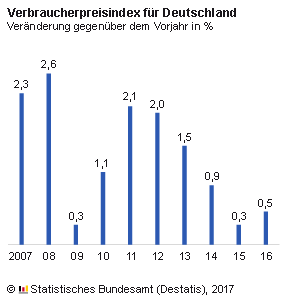 Verbraucherpreisindex für Deutschland
Veränderung gegenüber dem Vorjahr in %
2,3
2,6
0,3
1,1
2,1
2,0
1,5
0,9
0,3
0,5
2007 08 09 10 11 12 13 14 15 16
© Statistisches Bundesamt (Destatis), 2017